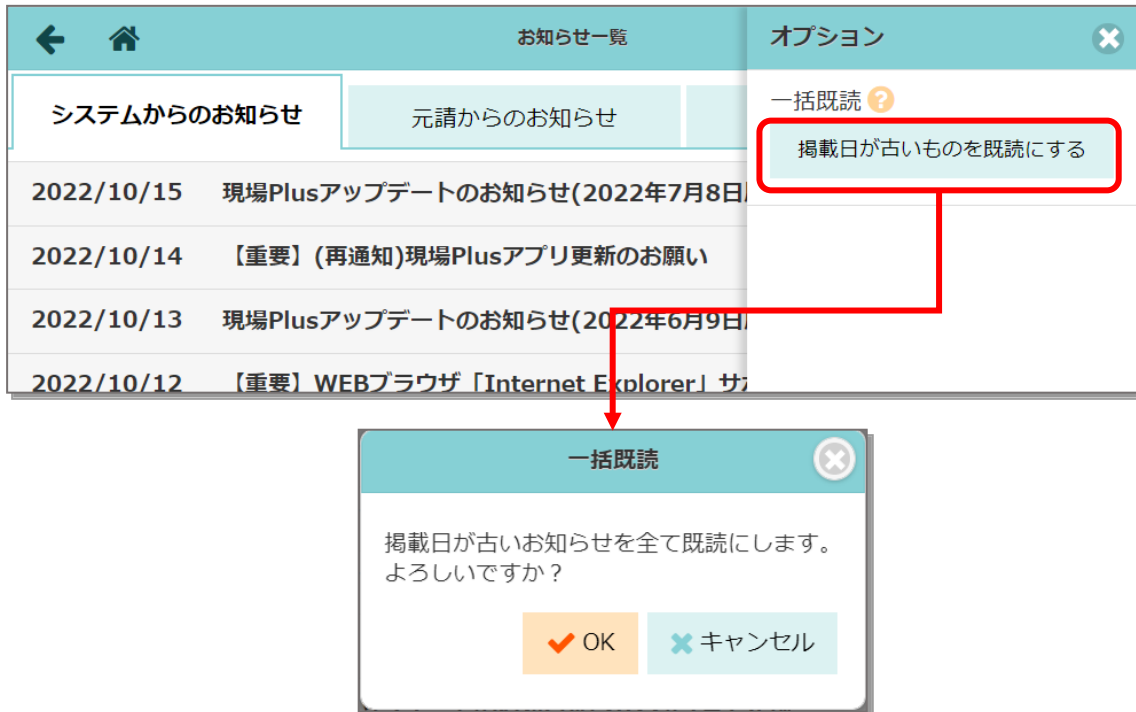 お知らせ一覧
オプション
システムからのお知らせ
元請からのお知らせ
一括既読 ?
掲載日が古いものを既読にする
2022/10/15 現場Plusアップデートのお知らせ(2022年7月8日
2022/10/14 【重要】(再通知)現場Plusアプリ更新のお願い
2022/10/13 現場Plusアップデートのお知らせ(2022年6月9日
2022/10/12 【重要】WEBブラウザ「Internet Explorer」サ
一括既読
掲載日が古いお知らせを全て既読にします。
よろしいですか？
OK
キャンセル